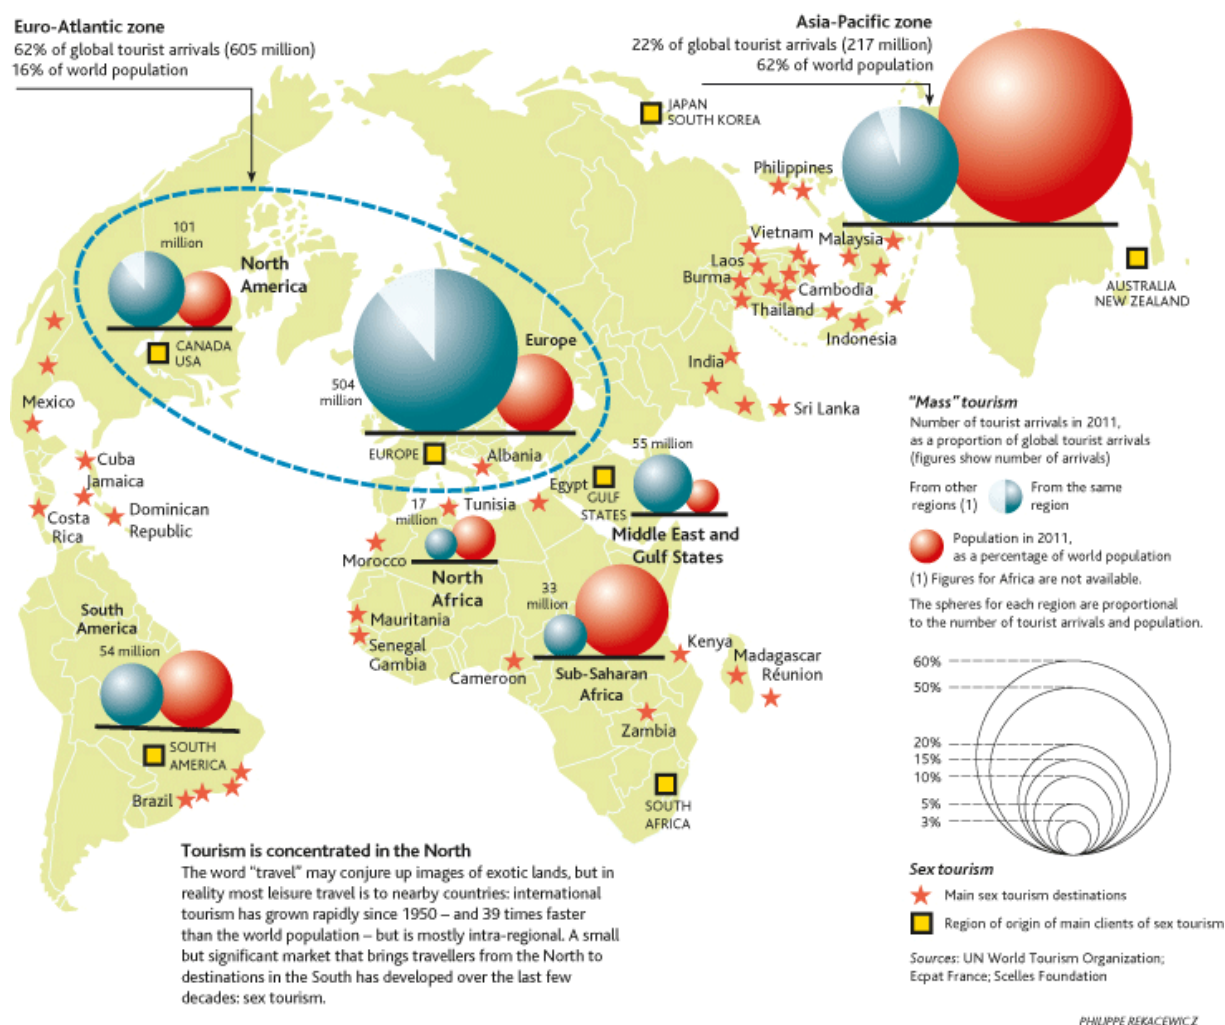 Euro-Atlantic zone
62% of global tourist arrivals (605 million)
16% of world population
Asia-Pacific zone
22% of global tourist arrivals (217 million)
62% of world population
JAPAN
SOUTH KOREA
Philippines
Vietnam
Malaysia
Laos
Burma
Cambodia
Thailand
Indonesia
AUSTRALIA
NEW ZEALAND
India
Sri Lanka
101
million
North
America
CANADA
USA
504
million
Europe
EUROPE
Albania
Mexico
Cuba
Jamaica
Costa
Rica
Dominican
Republic
55 million
Egypt
GULF
STATES
Middle East and
Gulf States
17
million
Tunisia
Morocco
North
Africa
Mauritania
Senegal
Gambia
Cameroon
33
million
Sub-Saharan
Africa
Kenya
Madagascar
Réunion
Zambia
SOUTH
AFRICA
South
America
54 million
SOUTH
AMERICA
Brazil
"Mass" tourism
Number of tourist arrivals in 2011,
as a proportion of global tourist arrivals
(figures show number of arrivals)
From other
regions (1)
From the same
region
Population in 2011,
as a percentage of world population
(1) Figures for Africa are not available.
The spheres for each region are proportional
to the number of tourist arrivals and population.
60%
50%
20%
15%
10%
5%
3%
Sex tourism
Main sex tourism destinations
Region of origin of main clients of sex tourism
Sources: UN World Tourism Organization;
Ecpat France; Scelles Foundation
Tourism is concentrated in the North
The word "travel" may conjure up images of exotic lands, but in
reality most leisure travel is to nearby countries: international
tourism has grown rapidly since 1950 – and 39 times faster
than the world population – but is mostly intra-regional. A small
but significant market that brings travellers from the North to
destinations in the South has developed over the last few
decades: sex tourism.
PHILIPPE REKACEWICZ